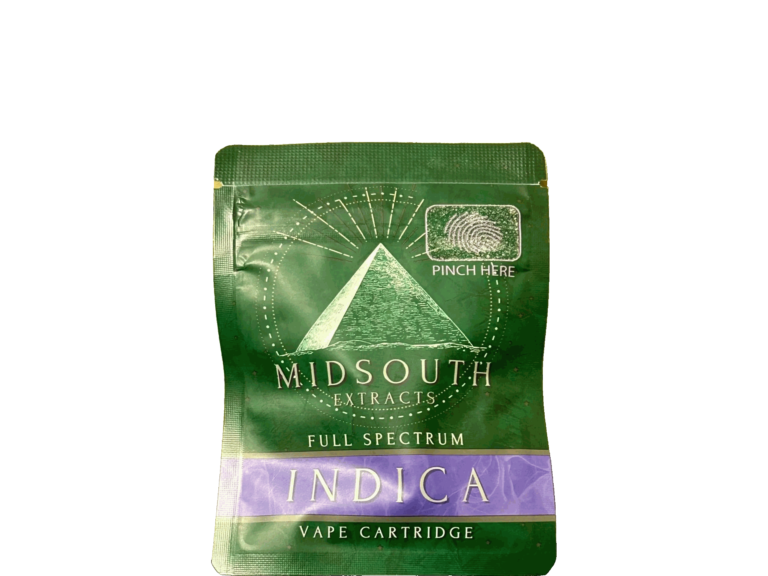 PINCH HERE
MIDSOUTH
EXTRACTS
FULL SPECTRUM
INDICA
VAPE CARTRIDGE